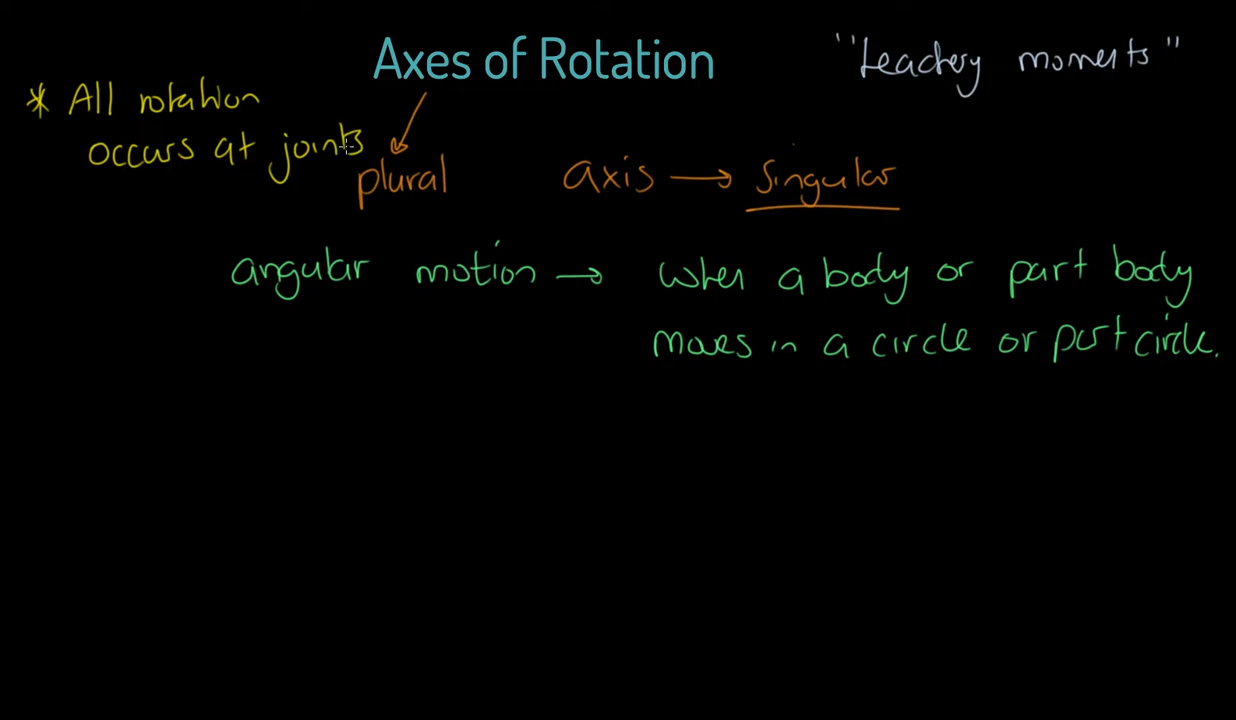 Axes of Rotation
"teachery moments"
* All rotation
occurs at joints
plural
axis → singular
angular motion → when a body or part body
moves in a circle or part circle.